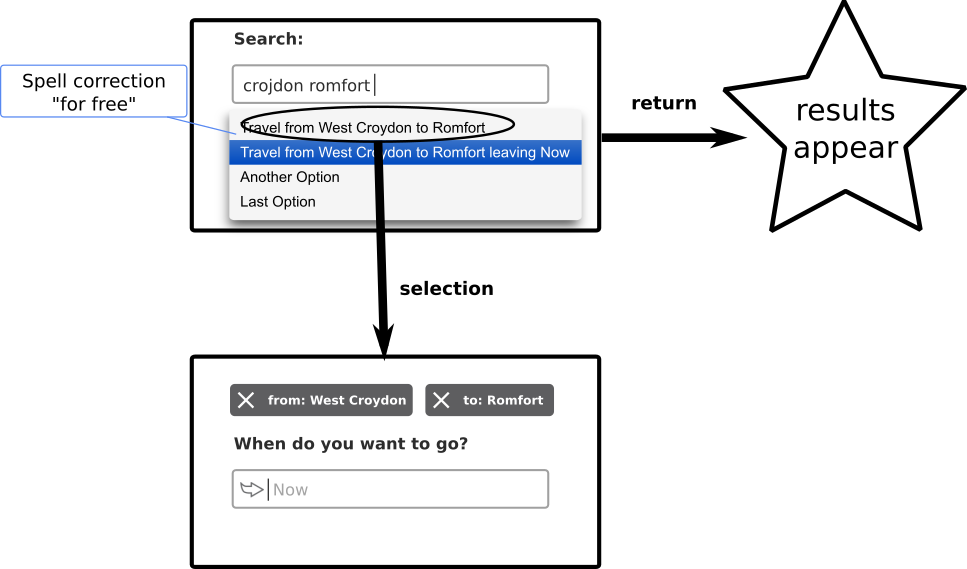 Search:
Spell correction
"for free"
crojdon romfort
Travel from West Croydon to Romfort
Travel from West Croydon to Romfort leaving Now
Another Option
Last Option
return
results
appear
selection
from: West Croydon
to: Romfort
When do you want to go?
Now